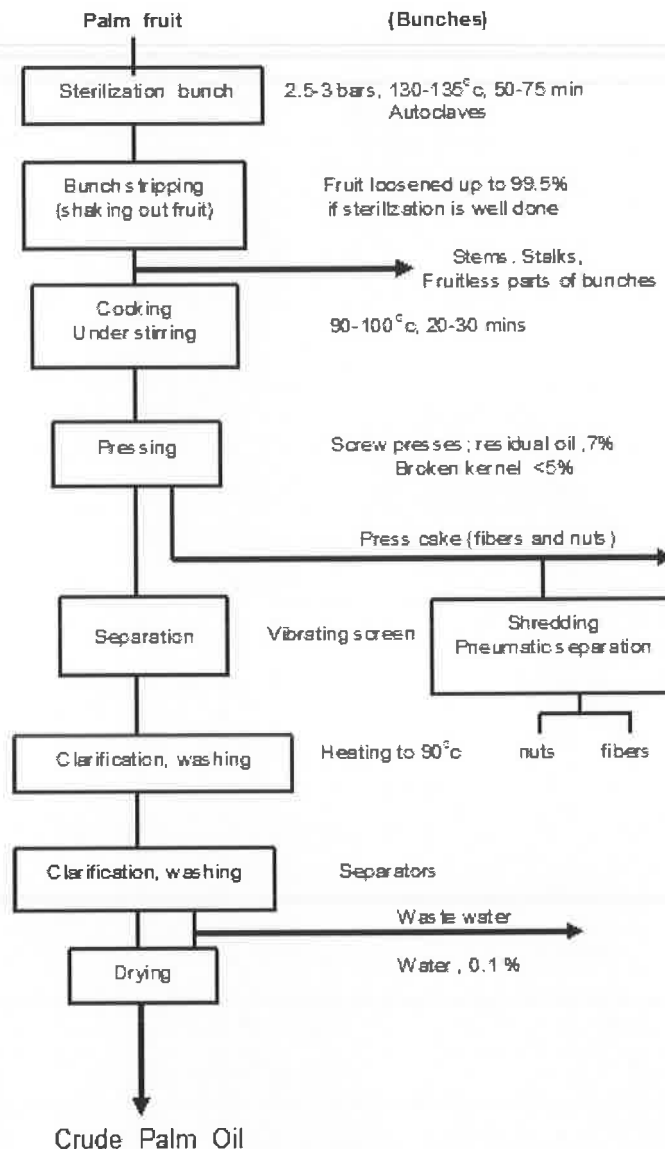 Palm fruit (Bunches)
Sterilization bunch
2.5-3 bars, 130-135°c, 50-75 min
Autoclaves
Bunch stripping
(shaking out fruit)
Fruit loosened up to 99.5%
if sterilization is well done
Stems. Stalks,
Fruitless parts of bunches
Cooking
Under stirring
90-100°c, 20-30 mins
Pressing
Screw presses; residual oil ,7%
Broken kernel <5%
Press cake (fibers and nuts)
Separation
Vibrating screen
Shredding
Pneumatic separation
nuts fibers
Clarification, washing
Heating to 90°c
Clarification, washing
Separators
Waste water
Drying
Water , 0.1 %
Crude Palm Oil